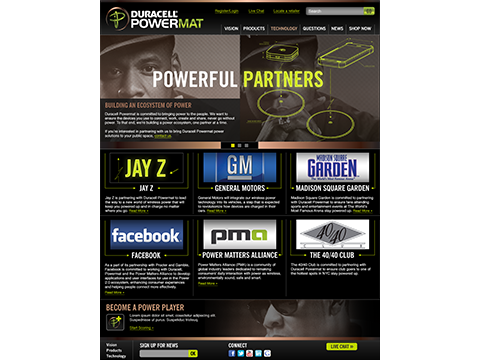 DURACELL
POWERMAT
Register/Login Live Chat Locate a retailer Search
VISION PRODUCTS TECHNOLOGY QUESTIONS NEWS SHOP NOW
POWERFUL PARTNERS
BUILDING AN ECOSYSTEM OF POWER
Duracell Powermat is committed to bringing power to the people. We want to
ensure the devices you use to connect, work, create and share, never go without
power. To that end, we're building a power ecosystem, one partner at a time.
If you're interested in partnering with us to bring Duracell Powermat power
solutions to your public space, contact us.
JAY Z
GM
MADISON SQUARE
GARDEN
JAY Z
GENERAL MOTORS
MADISON SQUARE GARDEN
Jay Z is partnering with Duracell Powermat to lead
the way to a new world of wireless power that will
keep you powered-up and in charge no matter
where you go. Read More >
General Motors will integrate our wireless power
technology into its vehicles, a step that is expected
to revolutionize how devices are charged in their
cars. Read More >
Madison Square Garden is joined by Duracell
Powermat to ensure fans attending
sports and entertainment events at The World's
Most Famous Arena stay powered up. Read More >
facebook
pma
40/40
FACEBOOK
POWER MATTERS ALLIANCE
THE 40/40 CLUB
As a part of its partnership with Procter and Gamble,
Facebook is committed to with Duracell.
Powermat and the Power Matters Alliance to develop
applications and user interfaces for use in the Power
2.0 ecosystem, enhancing consumer experiences
and helping people connect more effectively.
Read More >
Power Matters Alliance (PMA) is a community of
global industry leaders dedicated to remaking
consumers' daily interaction with power as wireless,
environmentally sound, safe and smart.
Read More >
The 40/40 Club is committed to partnering with
Duracell Powermat to ensure club goers to one of the
hottest spots in NYC stay powered up.
Read More >
BECOME A POWER PLAYER
Lorem ipsum dolor sit amet, nescetur adipiscing elit.
Suspendisse ut purus. Suspendisse tristique,
Start Scoring >
Vision
Products
Technology
SIGN UP FOR NEWS
OK
CONNECT
LIVE CHAT